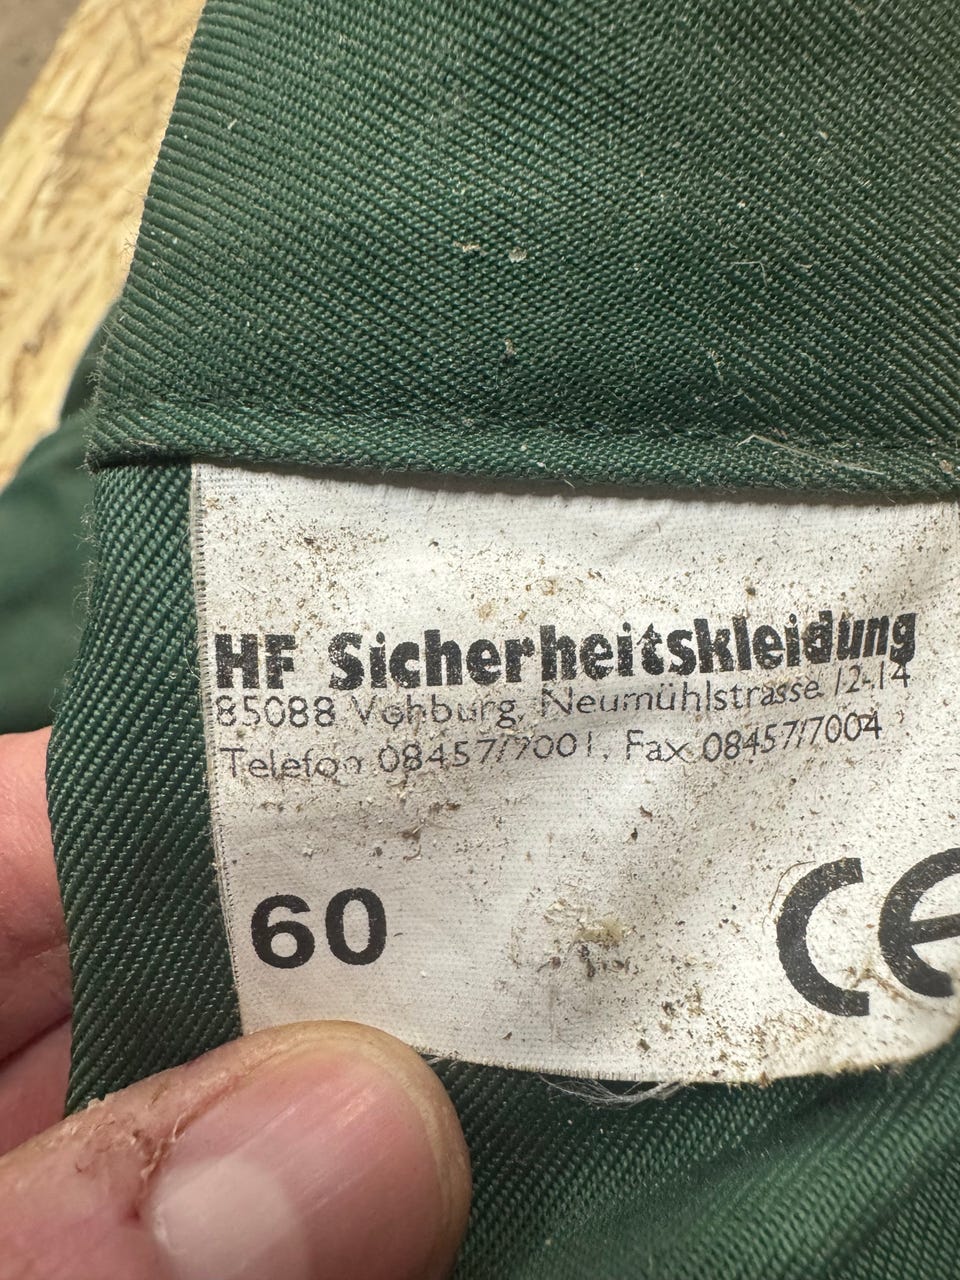 HF Sicherheitskleidung
85088 Vohburg, Neumühlstrasse 12-14
Telefon 08457/7001, Fax 08457/7004
60
CE